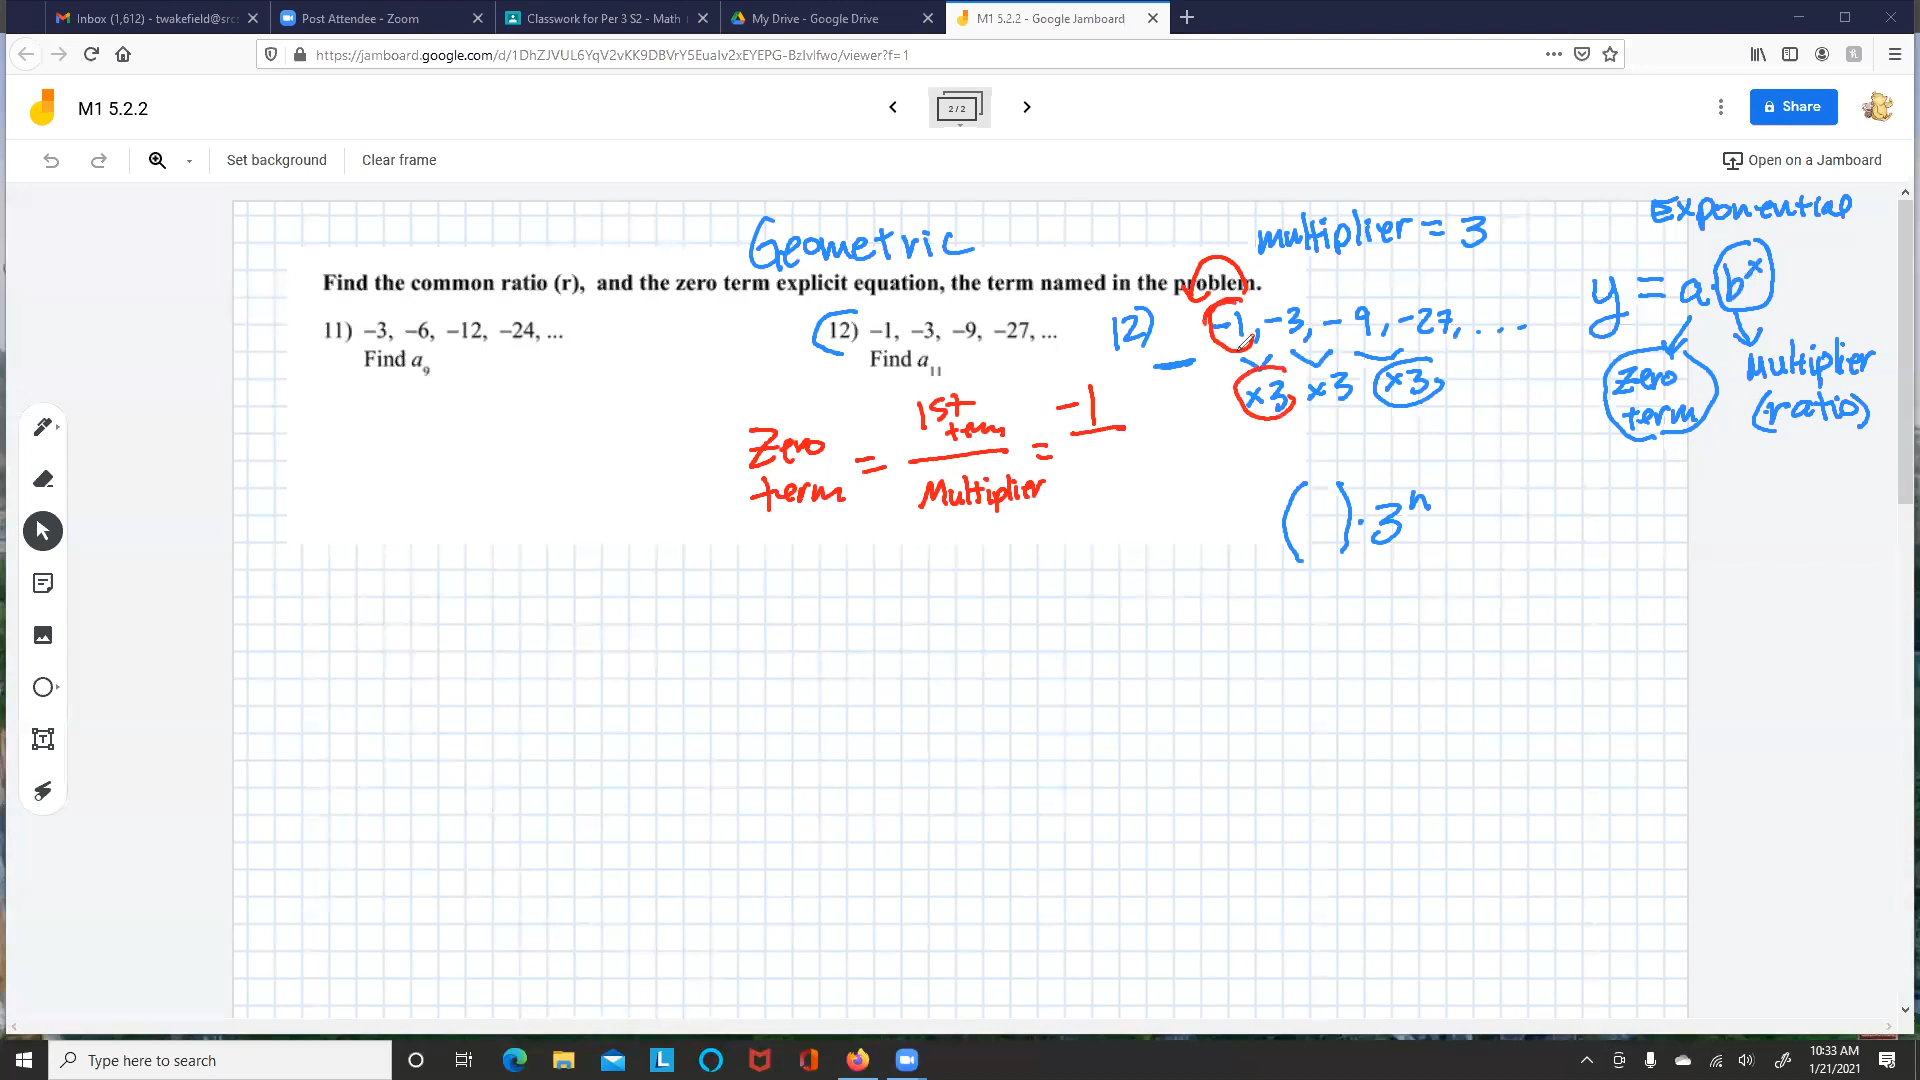 Inbox (1,612) - twakefield@src
Post Attendee - Zoom
Classwork for Per 3 S2 - Math
My Drive - Google Drive
M1 5.2.2 - Google Jamboard
https://jamboard.google.com/d/1DhZJVUL6YqV2vKK9DBVrY5EuaIv2xEYEPG-BzIvIfwo/viewer?f=1
M1 5.2.2
2 / 2
Share
Set background
Clear frame
Open on a Jamboard
Geometric
multiplier = 3
Exponential
Find the common ratio (r), and the zero term explicit equation, the term named in the problem.
y = a·b^x
11) –3, –6, –12, –24, ...
Find a₉
12) –1, –3, –9, –27, ...
Find a₁₁
12) -1, -3, -9, -27, ...
x3 x3 x3
zero term
Multiplier (ratio)
Zero term = 1st term / Multiplier = -1
( )·3^n
Type here to search
10:33 AM
1/21/2021